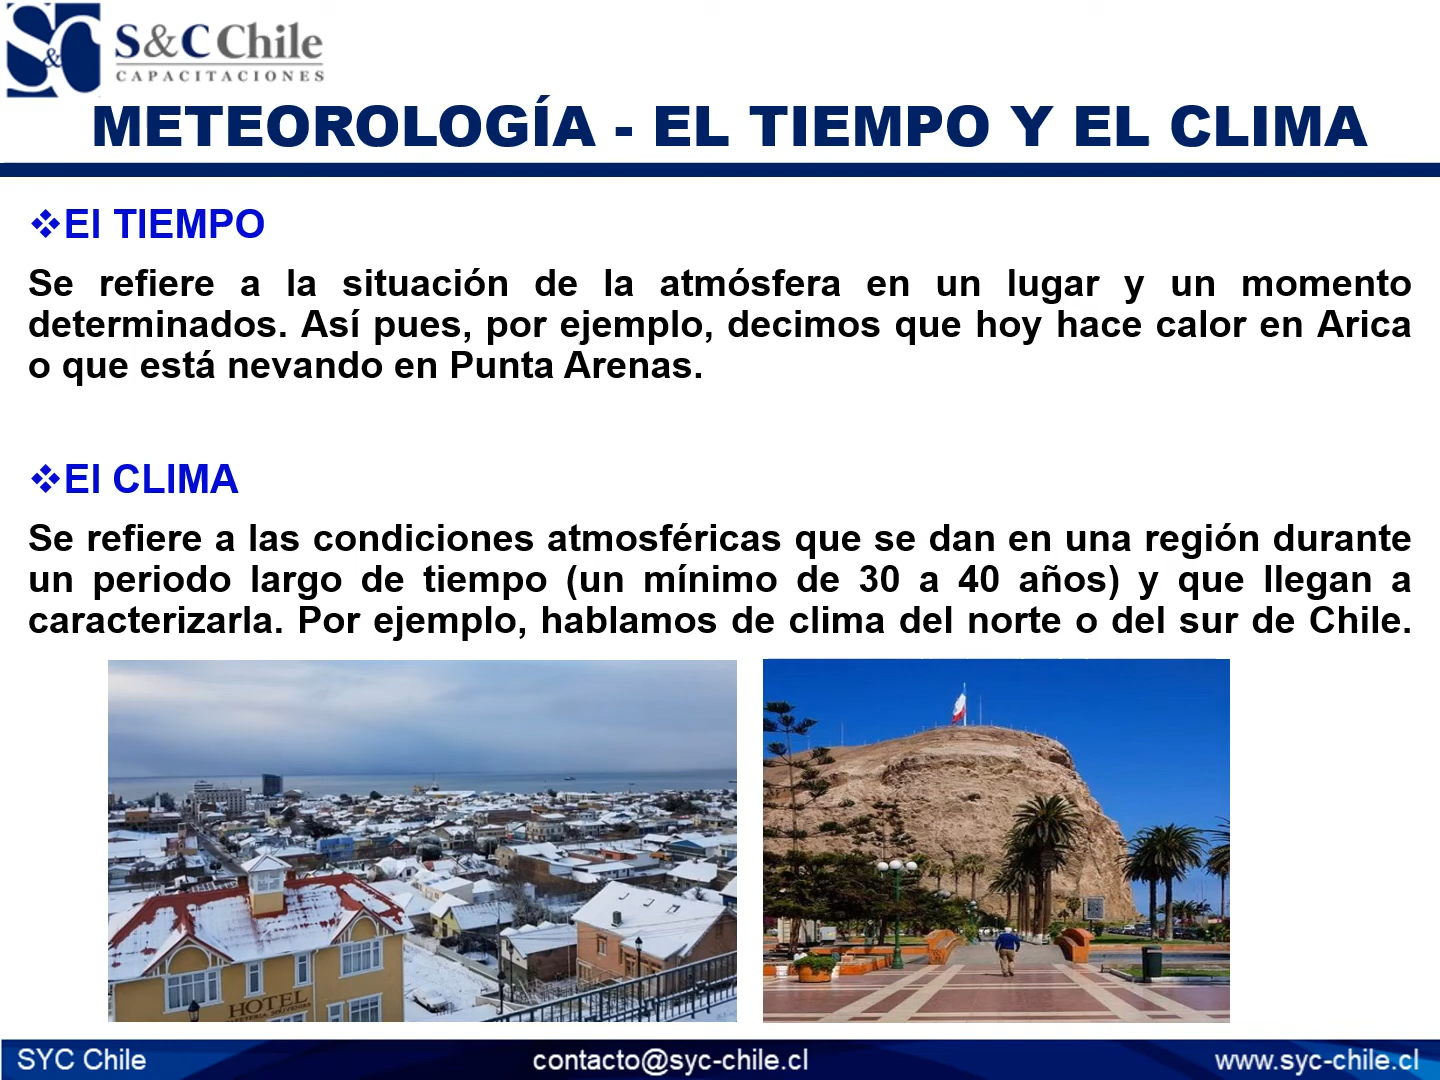 S&C
S&C Chile
CAPACITACIONES
METEOROLOGÍA - EL TIEMPO Y EL CLIMA
❖El TIEMPO
Se refiere a la situación de la atmósfera en un lugar y un momento
determinados. Así pues, por ejemplo, decimos que hoy hace calor en Arica
o que está nevando en Punta Arenas.
❖El CLIMA
Se refiere a las condiciones atmosféricas que se dan en una región durante
un periodo largo de tiempo (un mínimo de 30 a 40 años) y que llegan a
caracterizarla. Por ejemplo, hablamos de clima del norte o del sur de Chile.
HOTEL
SYC Chile
contacto@syc-chile.cl
www.syc-chile.cl